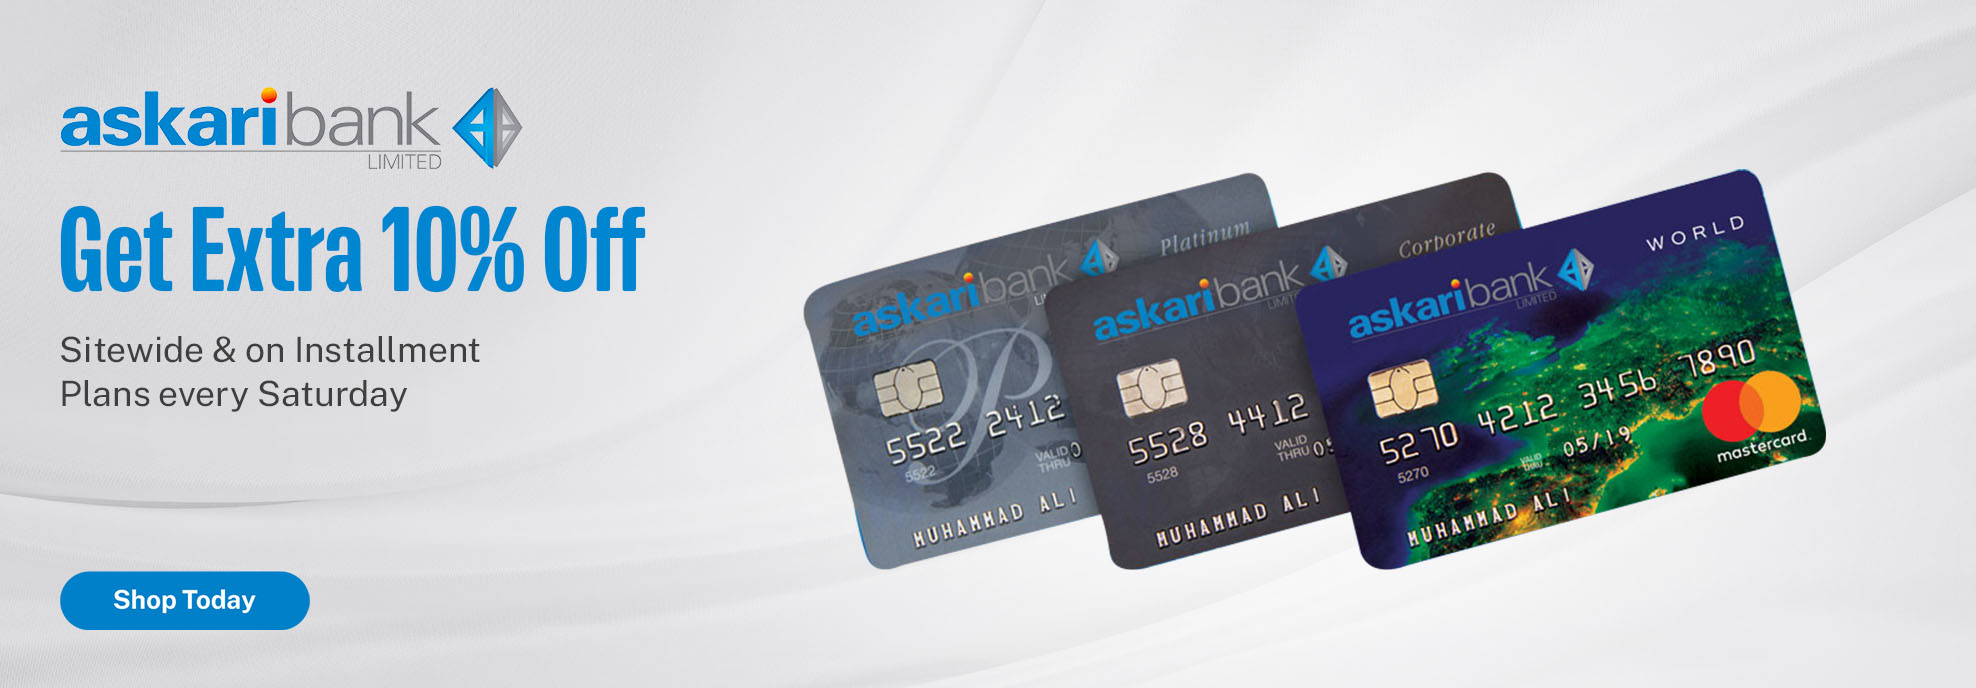 askaribank
LIMITED
Get Extra 10% Off
Sitewide & on Installment
Plans every Saturday
Shop Today
Platinum
askaribank
P
5522 2412
5522
VALID
THRU
MUHAMMAD ALI
Corporate
askaribank
5528 4412
5528
VALID
THRU
MUHAMMAD ALI
WORLD
askaribank
LIMITED
5270 4212 3456 7890
5270
VALID
THRU
05/19
MUHAMMAD ALI
mastercard.